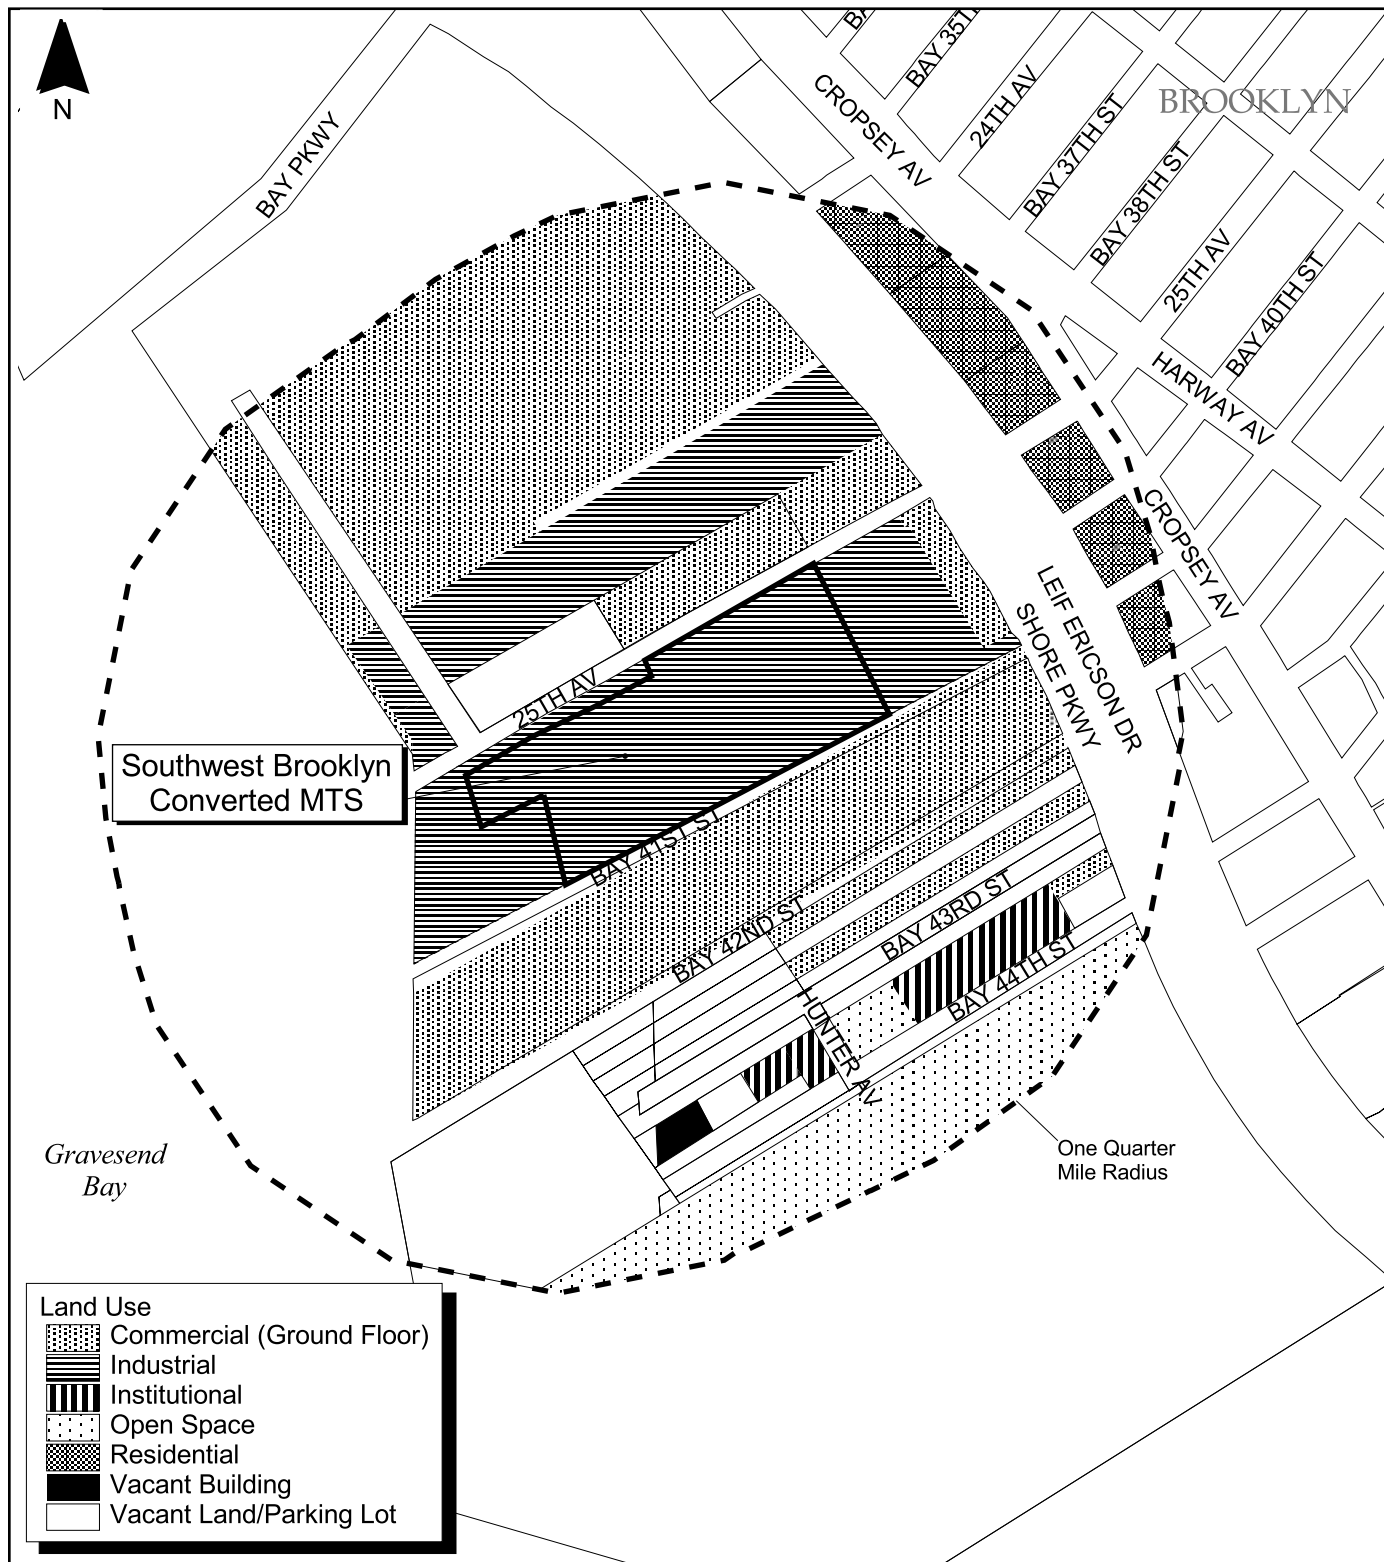 N
BAY PKWY
BA
BAY 35T
CROPSEY AV
24TH AV
BROOKLYN
BAY 37TH ST
BAY 38TH ST
25TH AV
BAY 40TH ST
HARWAY AV
CROPSEY AV
LEIF ERICSON DR
SHORE PKWY
25TH AV
Southwest Brooklyn
Converted MTS
BAY 41ST ST
BAY 42ND ST
BAY 43RD ST
BAY 44TH ST
HUNTER AV
Gravesend
Bay
One Quarter
Mile Radius
Land Use
Commercial (Ground Floor)
Industrial
Institutional
Open Space
Residential
Vacant Building
Vacant Land/Parking Lot